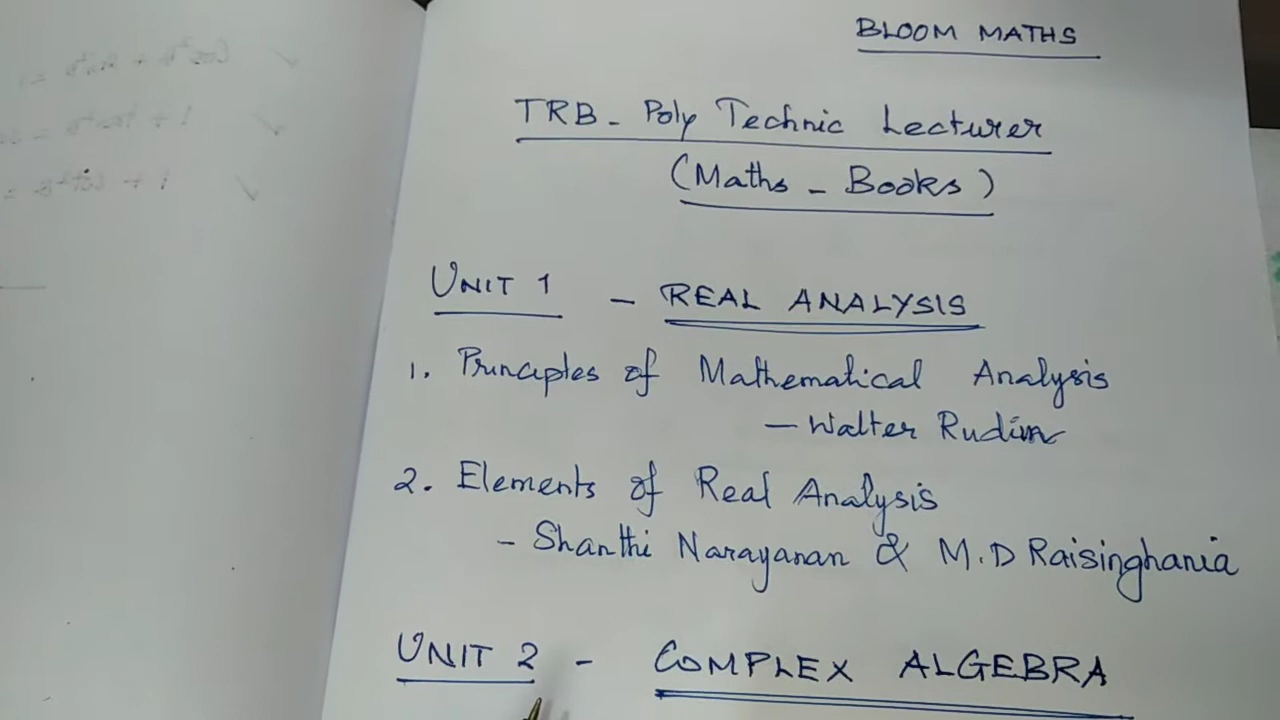 BLOOM MATHS
TRB - Poly Technic Lecturer
(Maths - Books)
UNIT 1 - REAL ANALYSIS
1. Principles of Mathematical Analysis
- Walter Rudin
2. Elements of Real Analysis
- Shanthi Narayanan & M.D Raisinghania
UNIT 2 - COMPLEX ALGEBRA